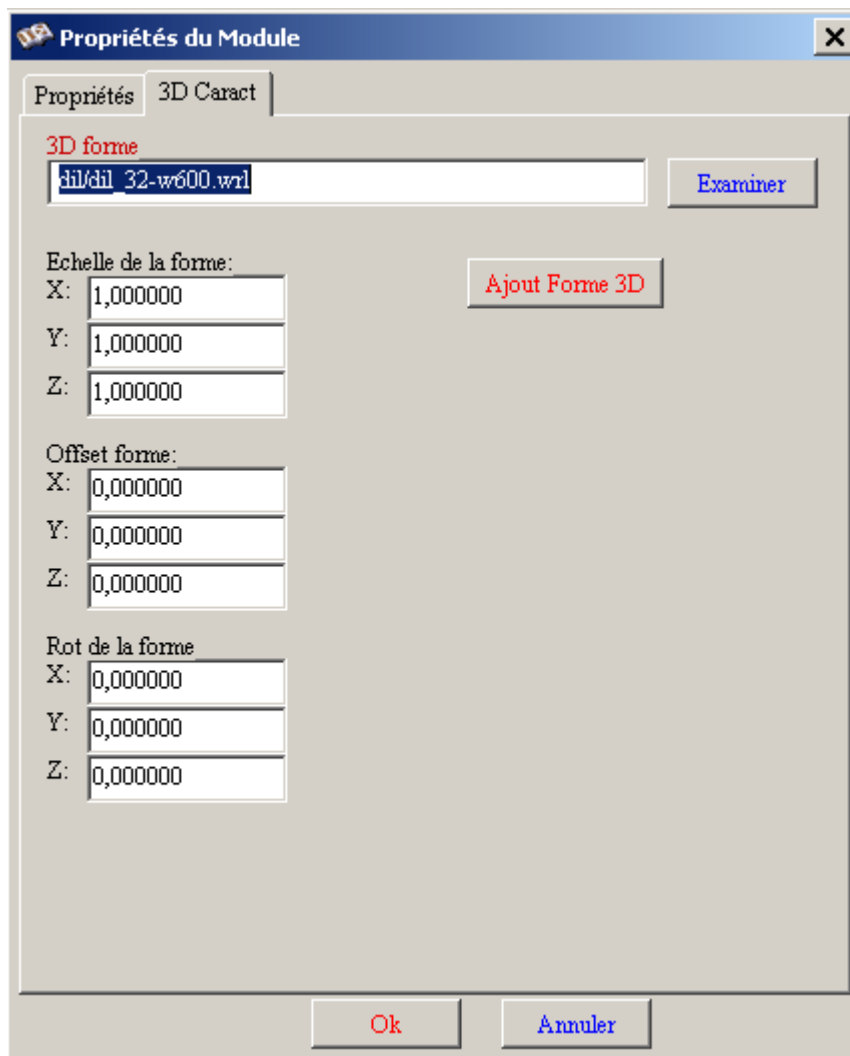 Propriétés du Module
Propriétés 3D Caract
3D forme
dil/dil_32-w600.wrl Examiner
Echelle de la forme: Ajout Forme 3D
X: 1,000000
Y: 1,000000
Z: 1,000000
Offset forme:
X: 0,000000
Y: 0,000000
Z: 0,000000
Rot de la forme
X: 0,000000
Y: 0,000000
Z: 0,000000
Ok Annuler